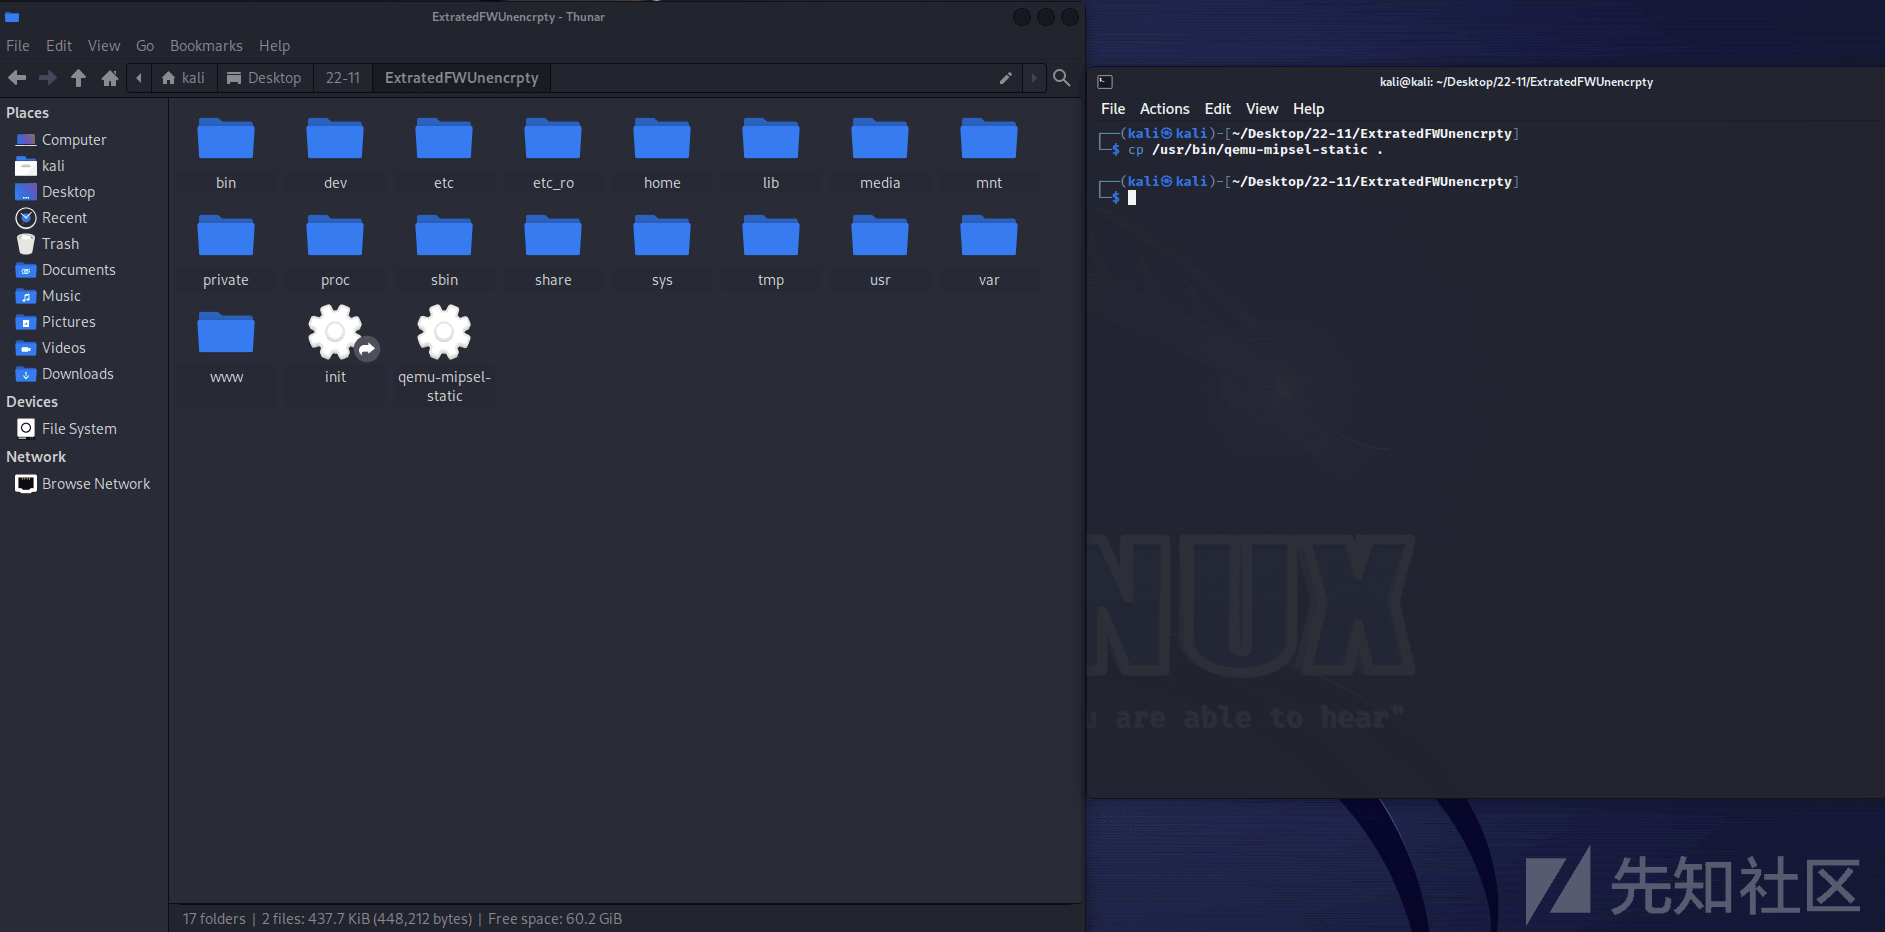 ExtratedFWUnencrpty - Thunar
File Edit View Go Bookmarks Help
kali Desktop 22-11 ExtratedFWUnencrpty
Places
Computer
kali
Desktop
Recent
Trash
Documents
Music
Pictures
Videos
Downloads
Devices
File System
Network
Browse Network
bin dev etc etc_ro home lib media mnt
private proc sbin share sys tmp usr var
www init qemu-mipsel-
static
17 folders | 2 files: 437.7 KiB (448,212 bytes) | Free space: 60.2 GiB
kali@kali: ~/Desktop/22-11/ExtratedFWUnencrpty
File Actions Edit View Help
┌──(kali㉿kali)-[~/Desktop/22-11/ExtratedFWUnencrpty]
└─$ cp /usr/bin/qemu-mipsel-static .
┌──(kali㉿kali)-[~/Desktop/22-11/ExtratedFWUnencrpty]
└─$
NUX
u are able to hear"
先知社区